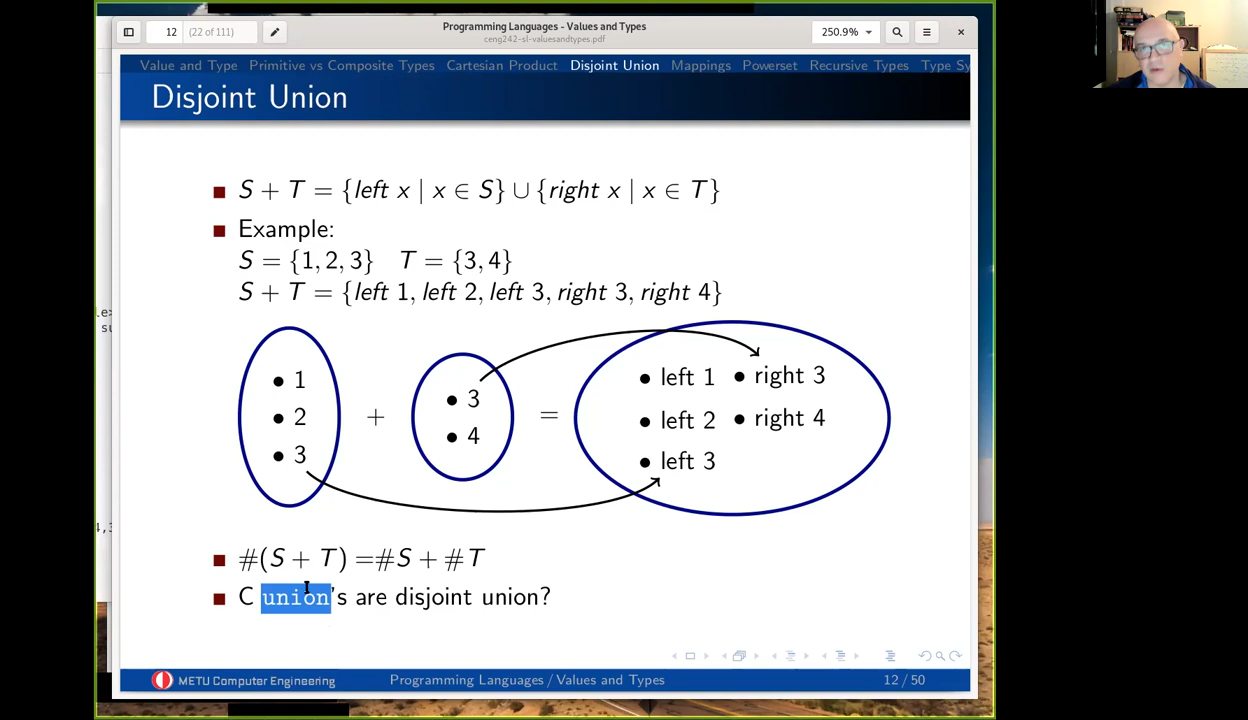 12 (22 of 111)
Programming Languages - Values and Types
ceng242-sl-valuesandtypes.pdf
250.9%
Value and Type Primitive vs Composite Types Cartesian Product Disjoint Union Mappings Powerset Recursive Types Type Sy
Disjoint Union
S + T = {left x | x ∈ S} ∪ {right x | x ∈ T}
Example:
S = {1, 2, 3} T = {3, 4}
S + T = {left 1, left 2, left 3, right 3, right 4}
• 1
• 2
• 3
+
• 3
• 4
=
• left 1 • right 3
• left 2 • right 4
• left 3
#(S + T) =#S + #T
C union's are disjoint union?
METU Computer Engineering Programming Languages / Values and Types 12 / 50